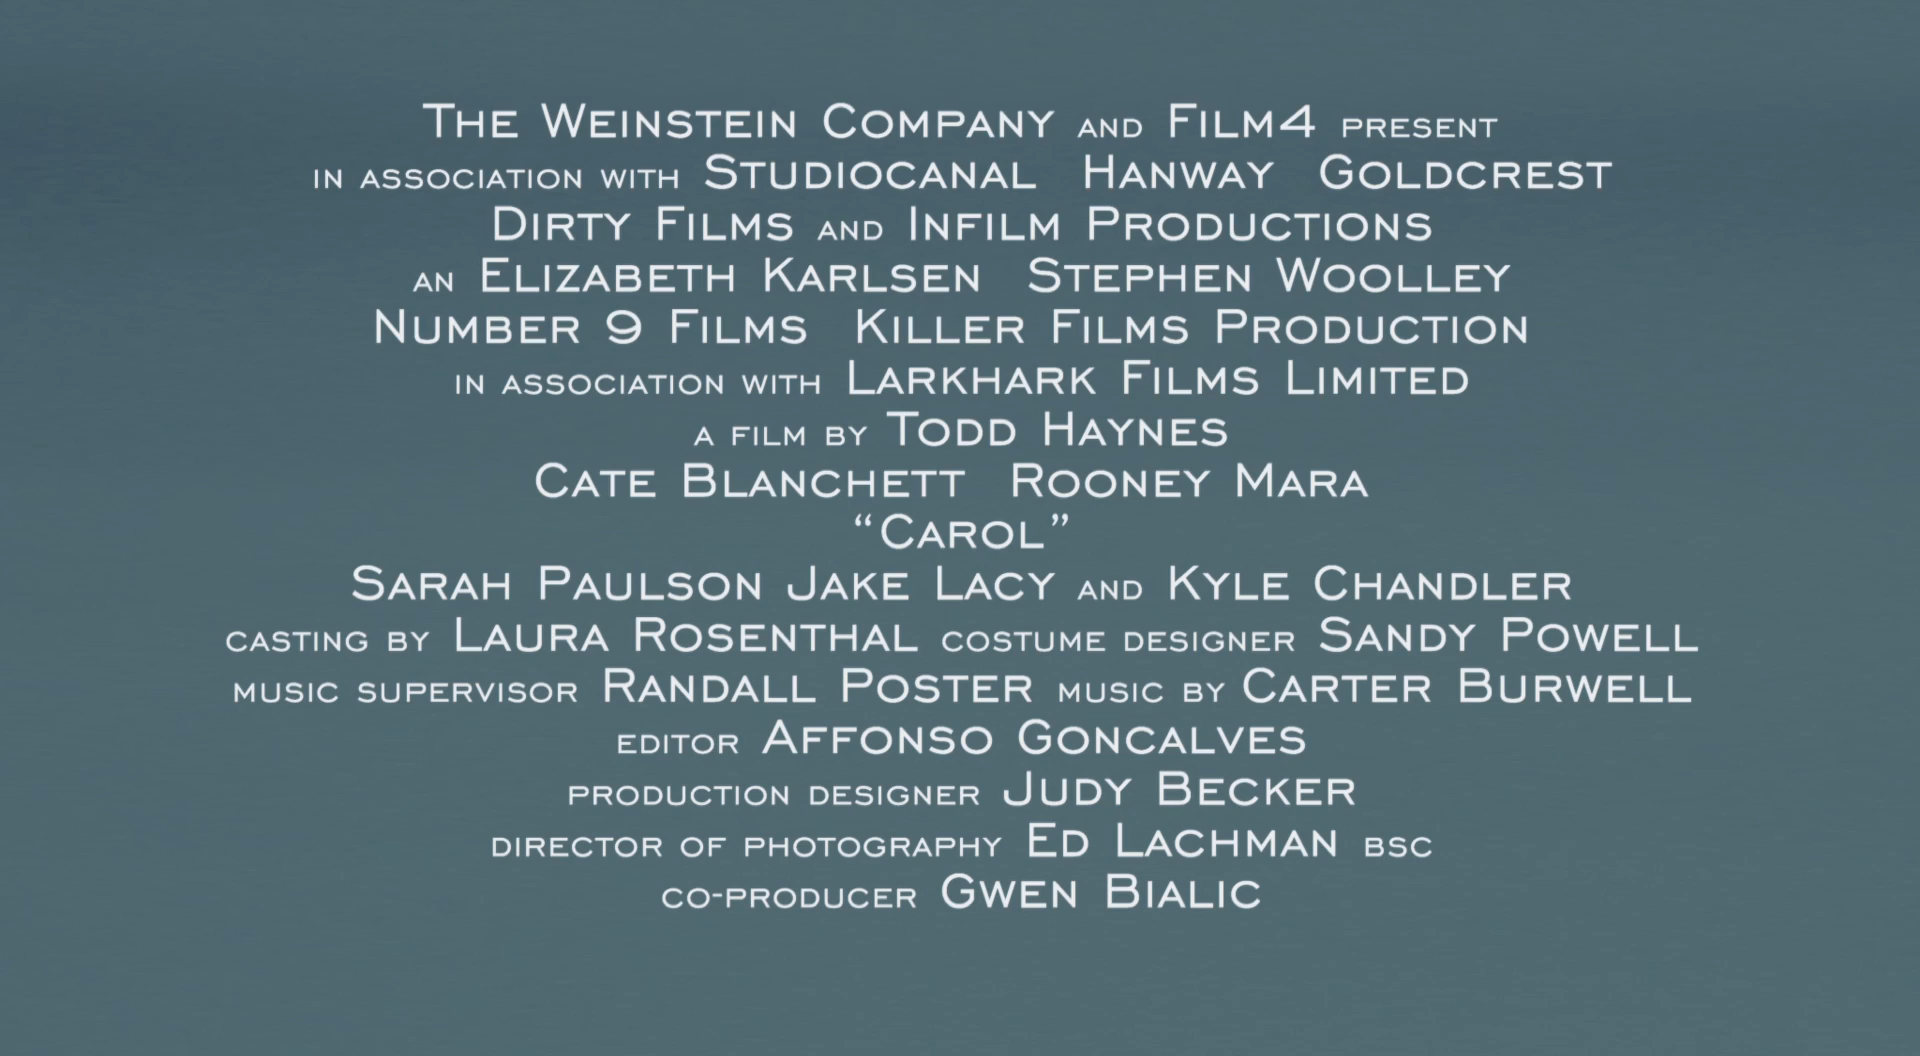 The Weinstein Company and Film4 present
in association with Studiocanal Hanway Goldcrest
Dirty Films and Infilm Productions
an Elizabeth Karlsen Stephen Woolley
Number 9 Films Killer Films Production
in association with Larkhark Films Limited
a film by Todd Haynes
Cate Blanchett Rooney Mara
“Carol”
Sarah Paulson Jake Lacy and Kyle Chandler
casting by Laura Rosenthal costume designer Sandy Powell
music supervisor Randall Poster music by Carter Burwell
editor Affonso Goncalves
production designer Judy Becker
director of photography Ed Lachman bsc
co-producer Gwen Bialic